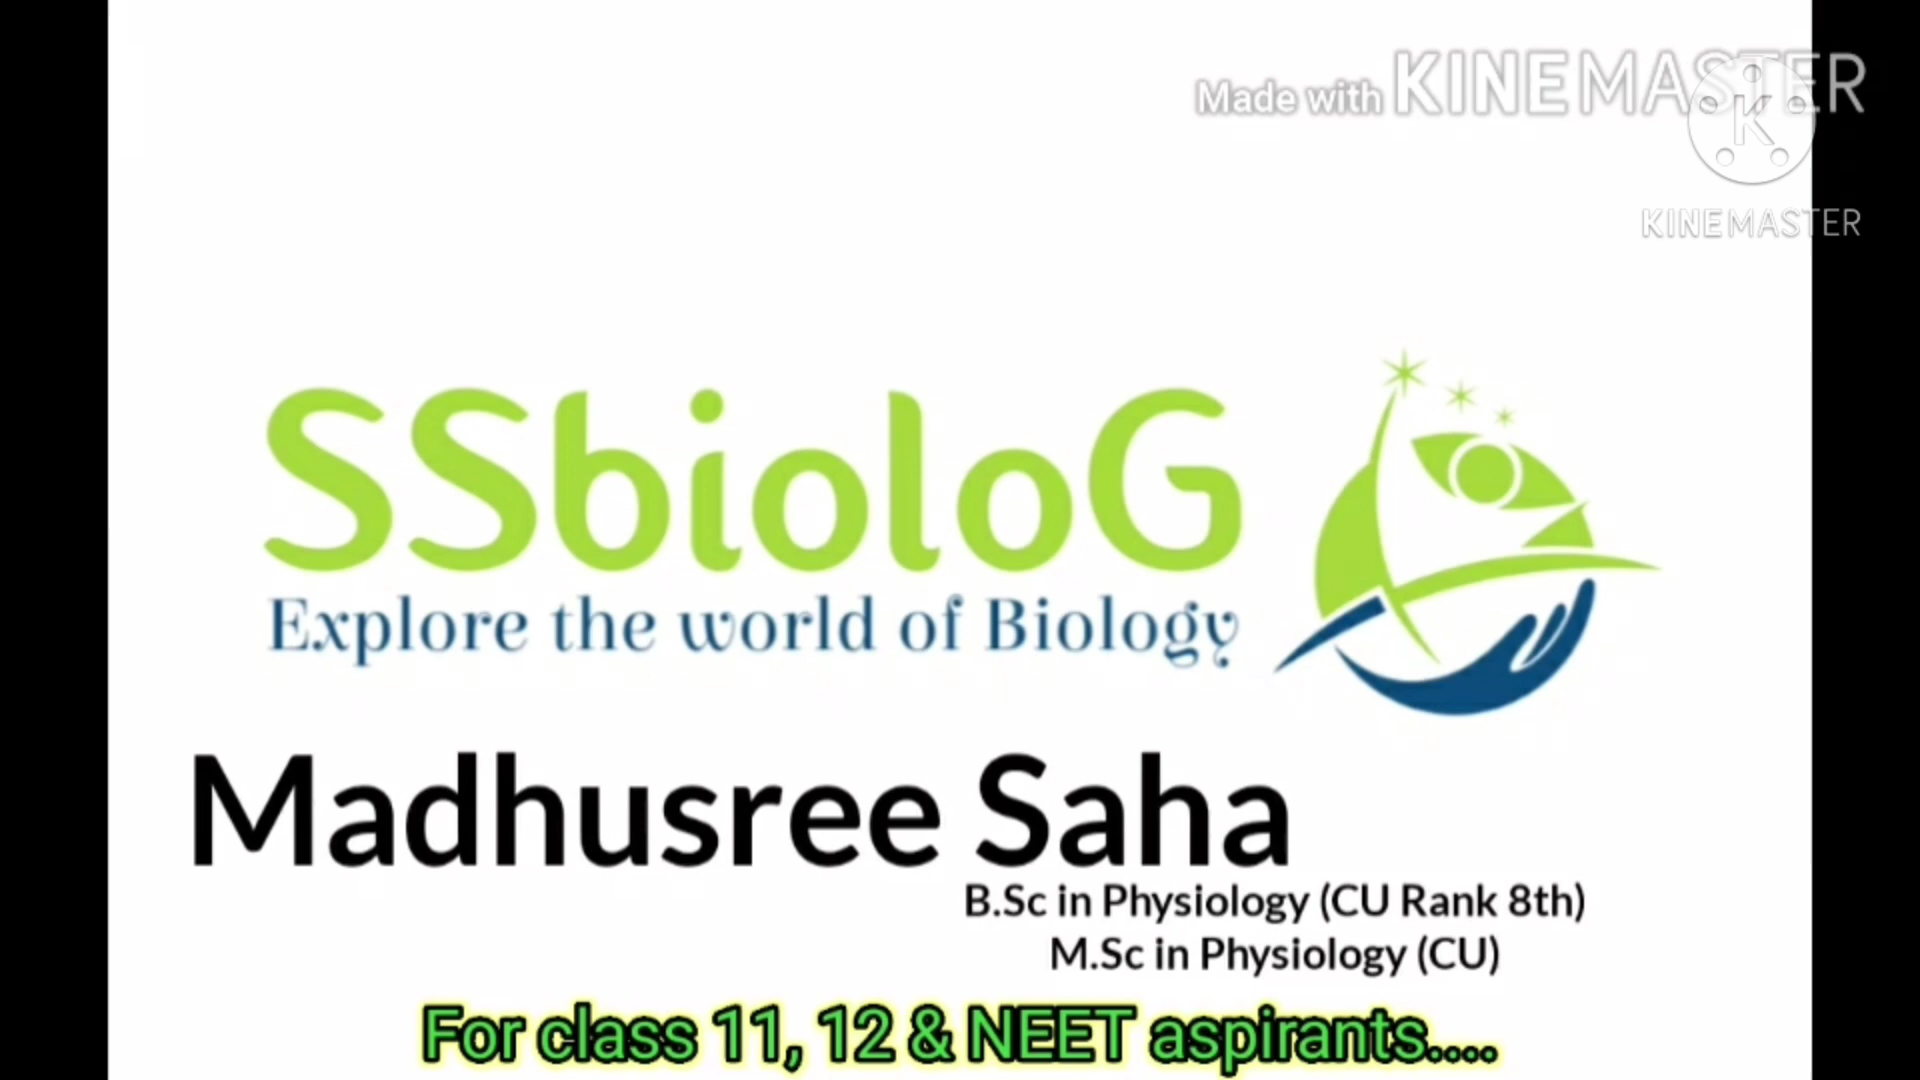 Made with KINEMASTER
K
KINEMASTER
SSbioloG
Explore the world of Biology
Madhusree Saha
B.Sc in Physiology (CU Rank 8th)
M.Sc in Physiology (CU)
For class 11, 12 & NEET aspirants....